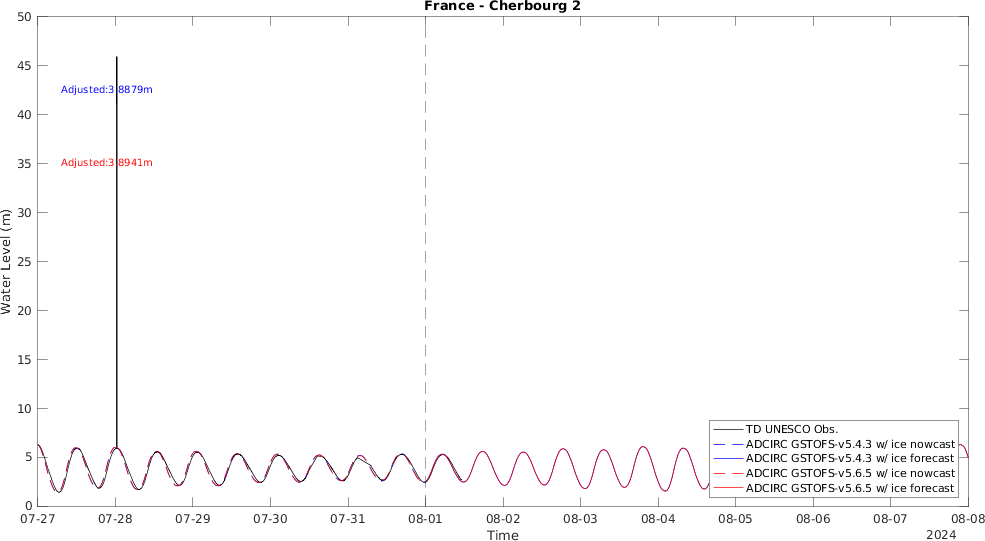 France - Cherbourg 2
50
45
40
35
30
25
20
15
10
5
0
Water Level (m)
Adjusted:3.8879m
Adjusted:3.8941m
TD UNESCO Obs.
ADCIRC GSTOFS-v5.4.3 w/ ice nowcast
ADCIRC GSTOFS-v5.4.3 w/ ice forecast
ADCIRC GSTOFS-v5.6.5 w/ ice nowcast
ADCIRC GSTOFS-v5.6.5 w/ ice forecast
07-27 07-28 07-29 07-30 07-31 08-01 08-02 08-03 08-04 08-05 08-06 08-07 08-08
Time
2024